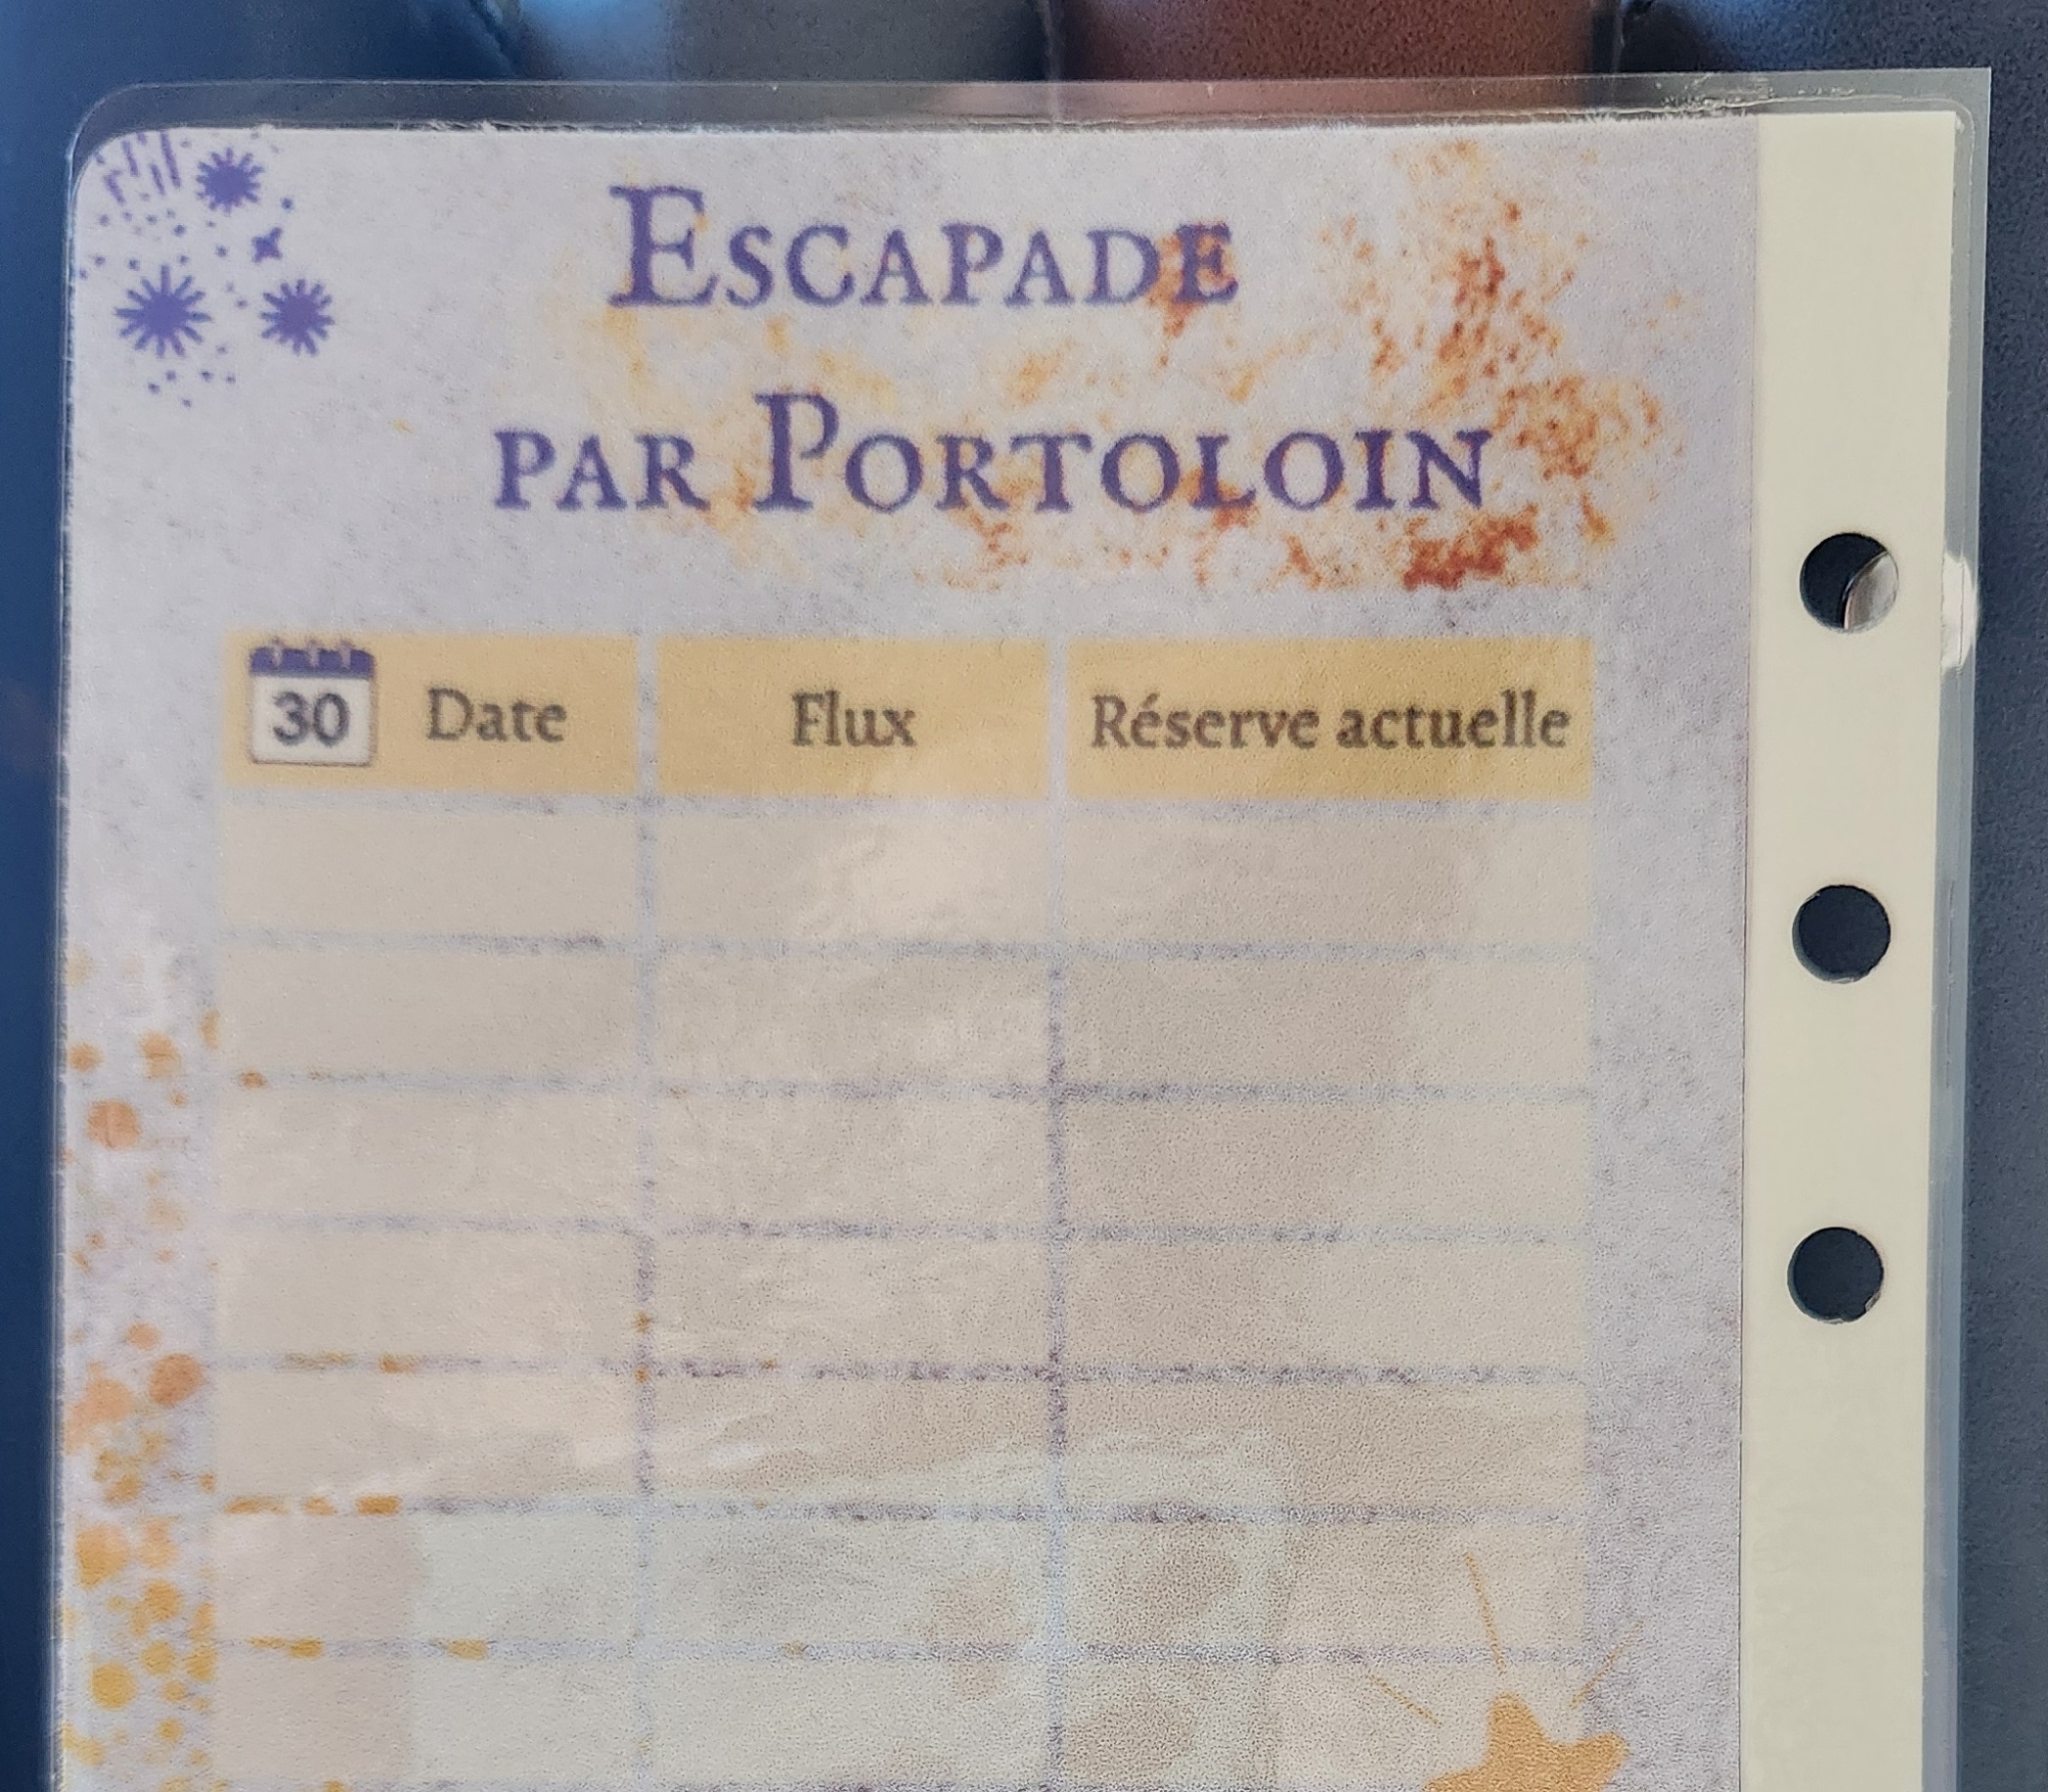 Escapade
par Portoloin
30 Date Flux Réserve actuelle